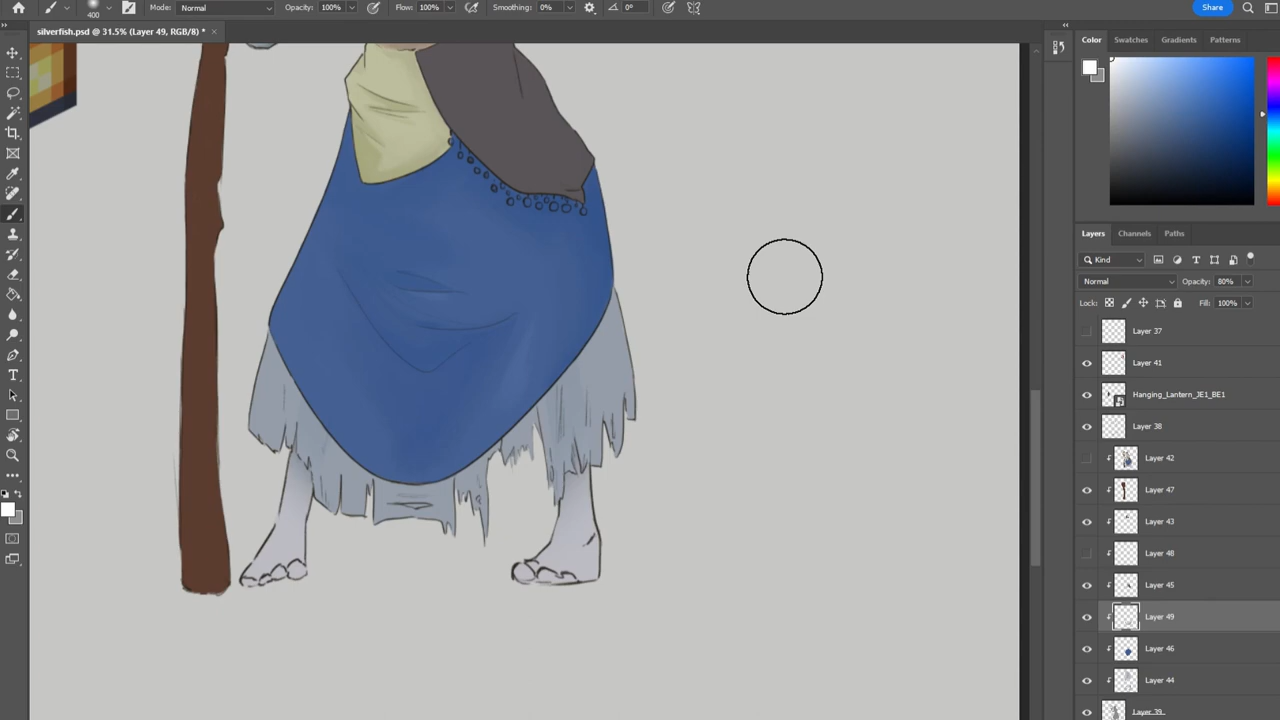 400 Mode: Normal Opacity: 100% Flow: 100% Smoothing: 0% 0° Share
silverfish.psd @ 31.5% (Layer 49, RGB/8) * ×
Color Swatches Gradients Patterns
Layers Channels Paths
Kind
Normal Opacity: 80%
Lock: Fill: 100%
Layer 37
Layer 41
Hanging_Lantern_JE1_BE1
Layer 38
Layer 42
Layer 47
Layer 43
Layer 48
Layer 45
Layer 49
Layer 46
Layer 44
Layer 39